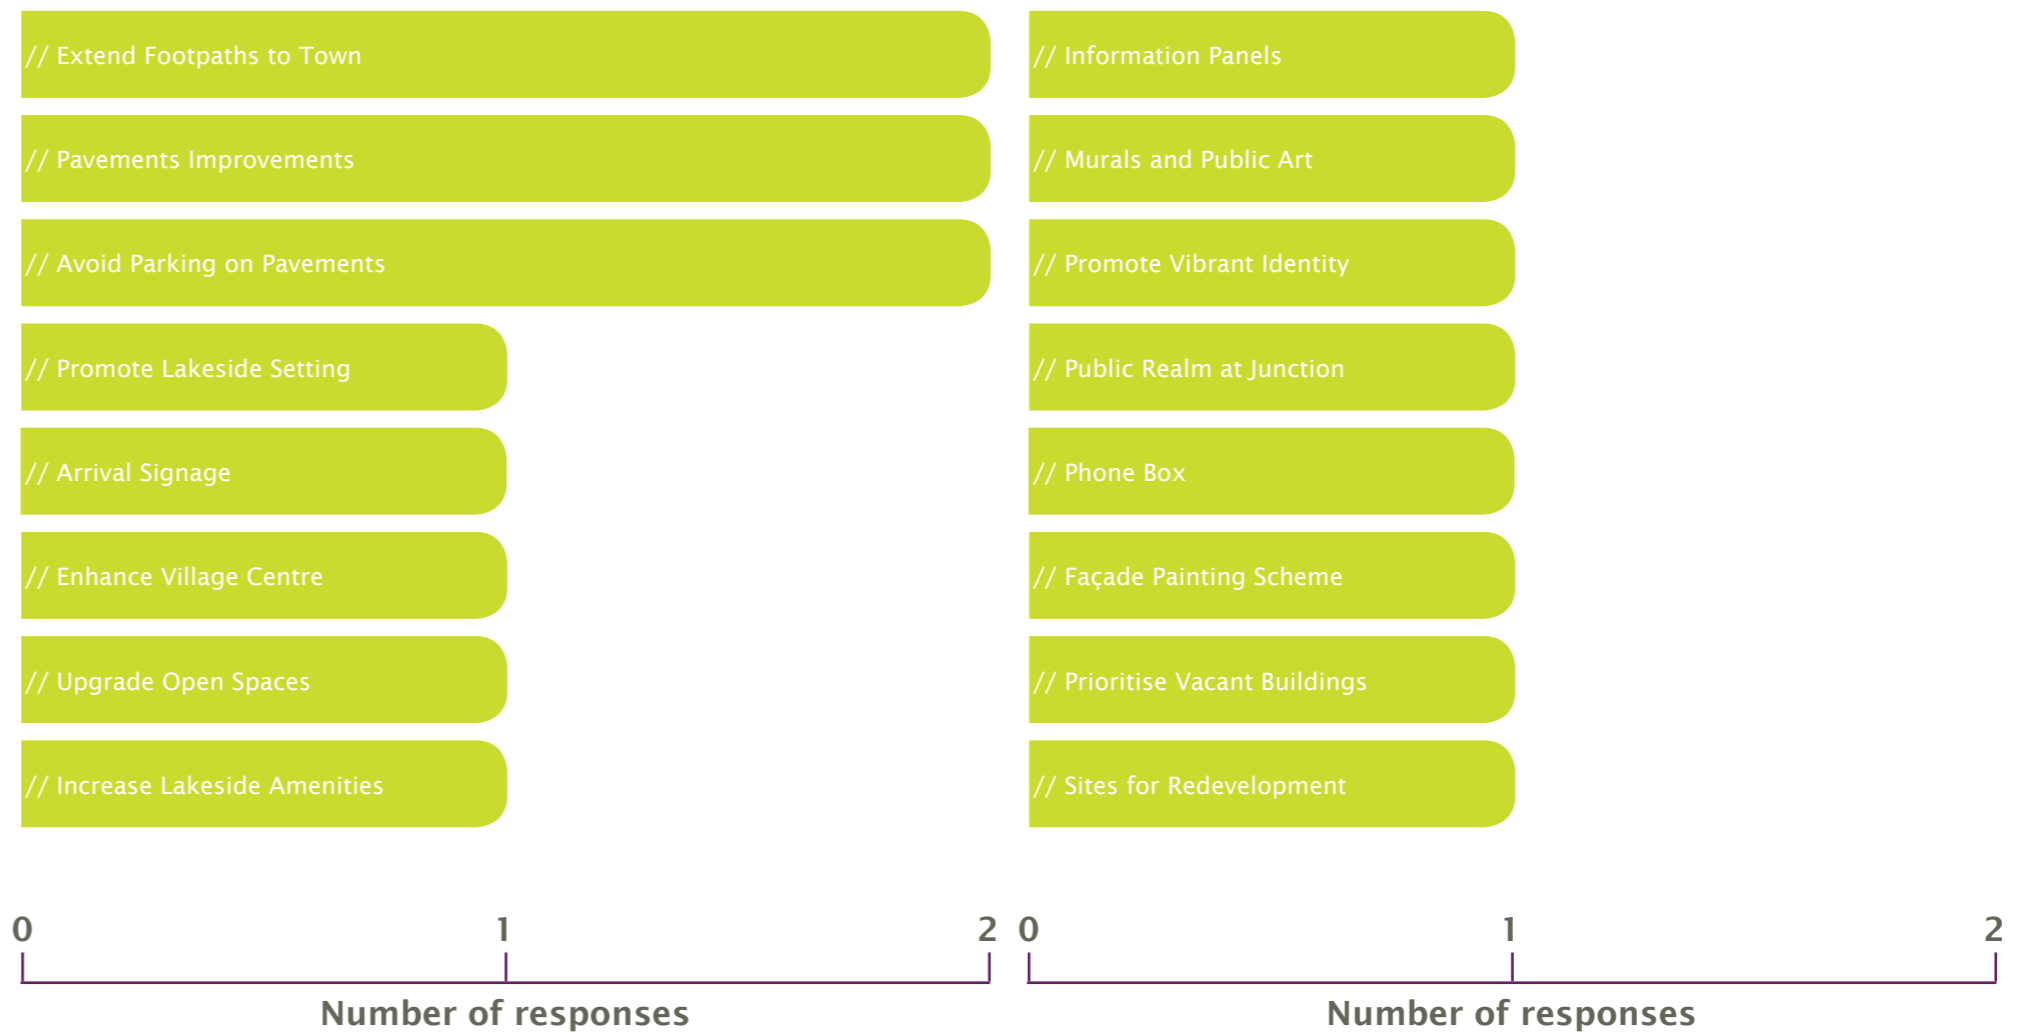 // Extend Footpaths to Town
// Pavements Improvements
// Avoid Parking on Pavements
// Promote Lakeside Setting
// Arrival Signage
// Enhance Village Centre
// Upgrade Open Spaces
// Increase Lakeside Amenities
0 1 2
Number of responses
// Information Panels
// Murals and Public Art
// Promote Vibrant Identity
// Public Realm at Junction
// Phone Box
// Façade Painting Scheme
// Prioritise Vacant Buildings
// Sites for Redevelopment
0 1 2
Number of responses